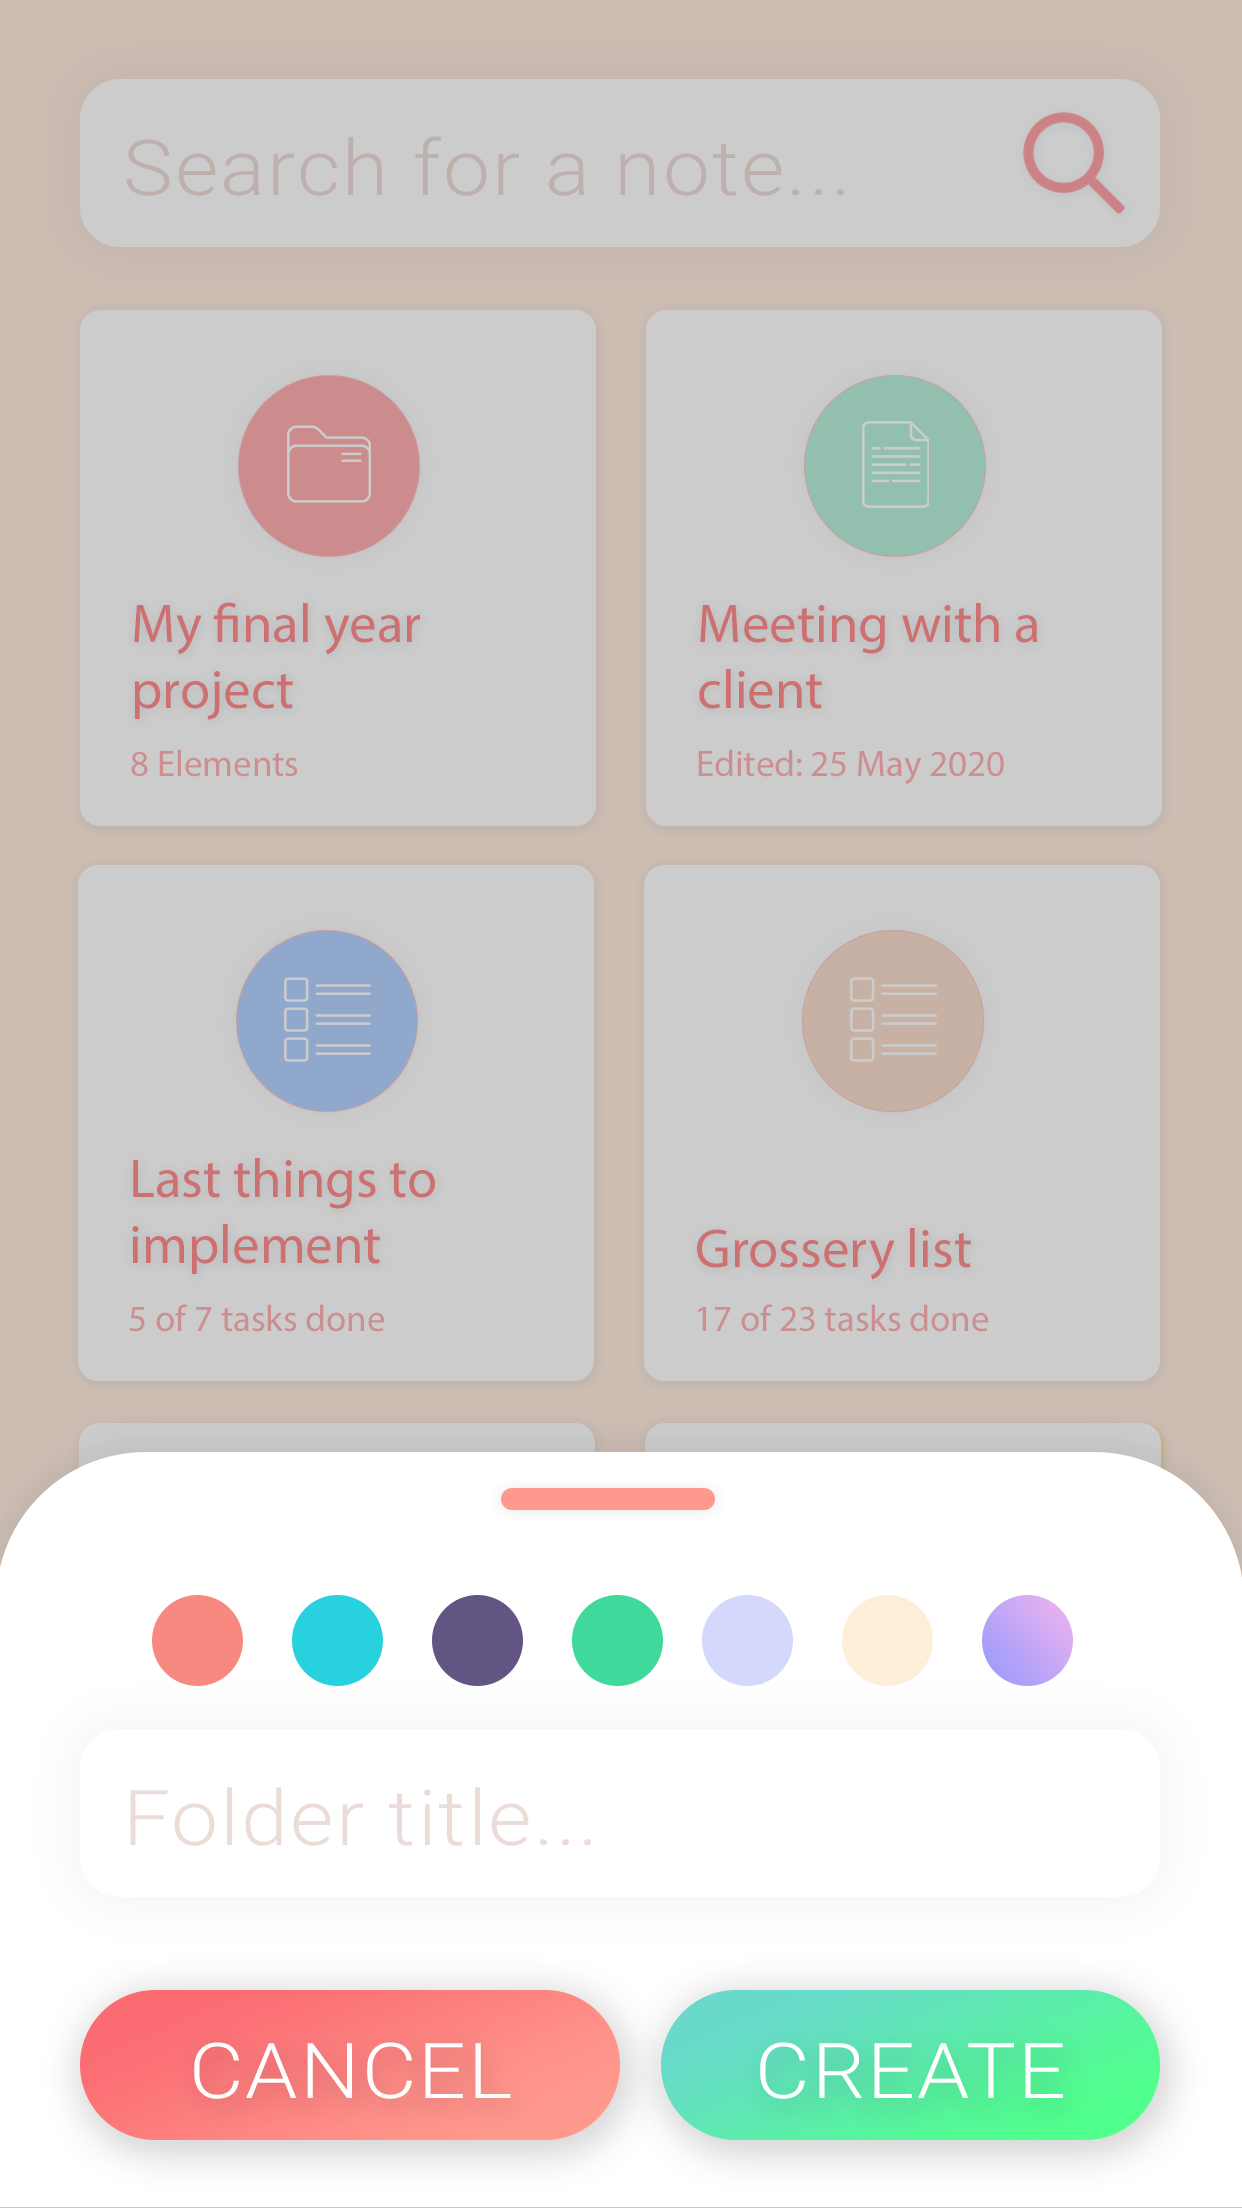 Search for a note...
My final year
project
8 Elements
Meeting with a
client
Edited: 25 May 2020
Last things to
implement
5 of 7 tasks done
Grossery list
17 of 23 tasks done
Folder title...
CANCEL
CREATE